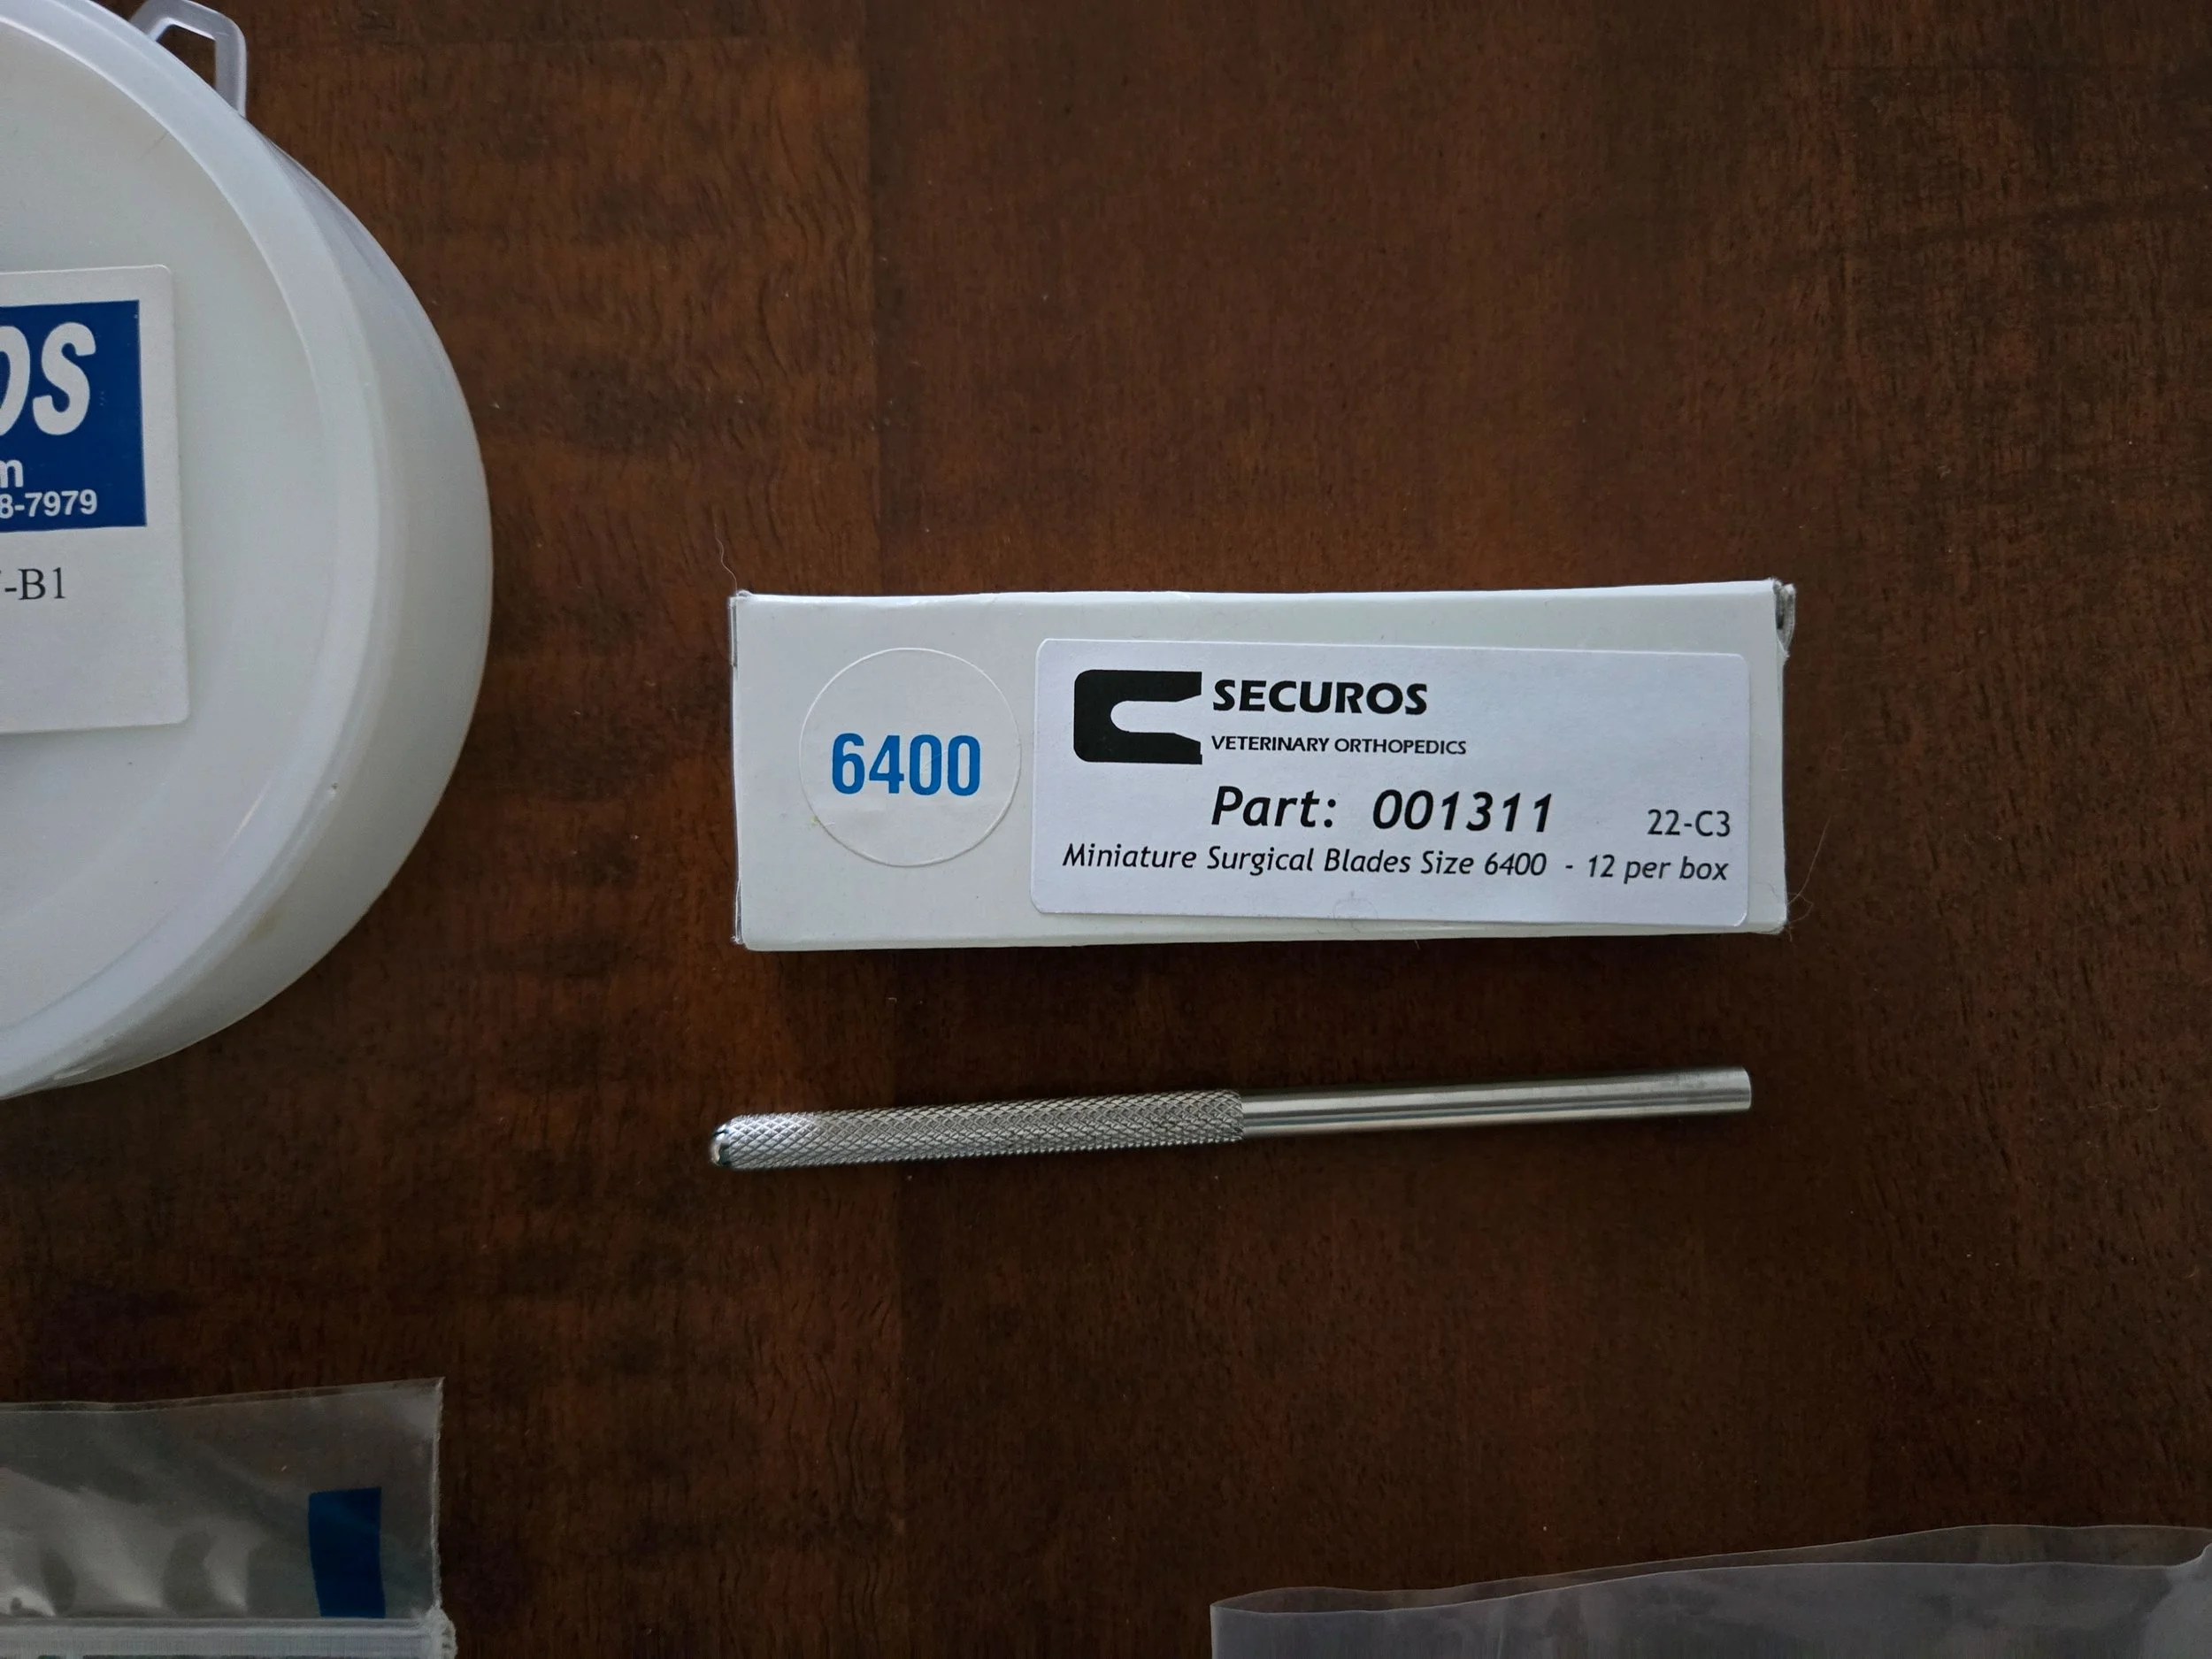 OS
m
8-7979
-B1
6400
SECUROS
VETERINARY ORTHOPEDICS
Part: 001311 22-C3
Miniature Surgical Blades Size 6400 - 12 per box